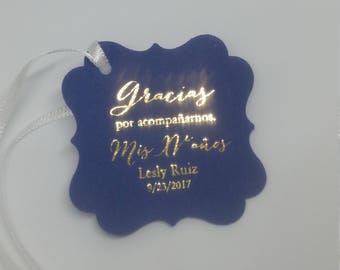 Gracias
por acompañarnos,
Mis XV años
Lesly Ruiz
9/23/2017